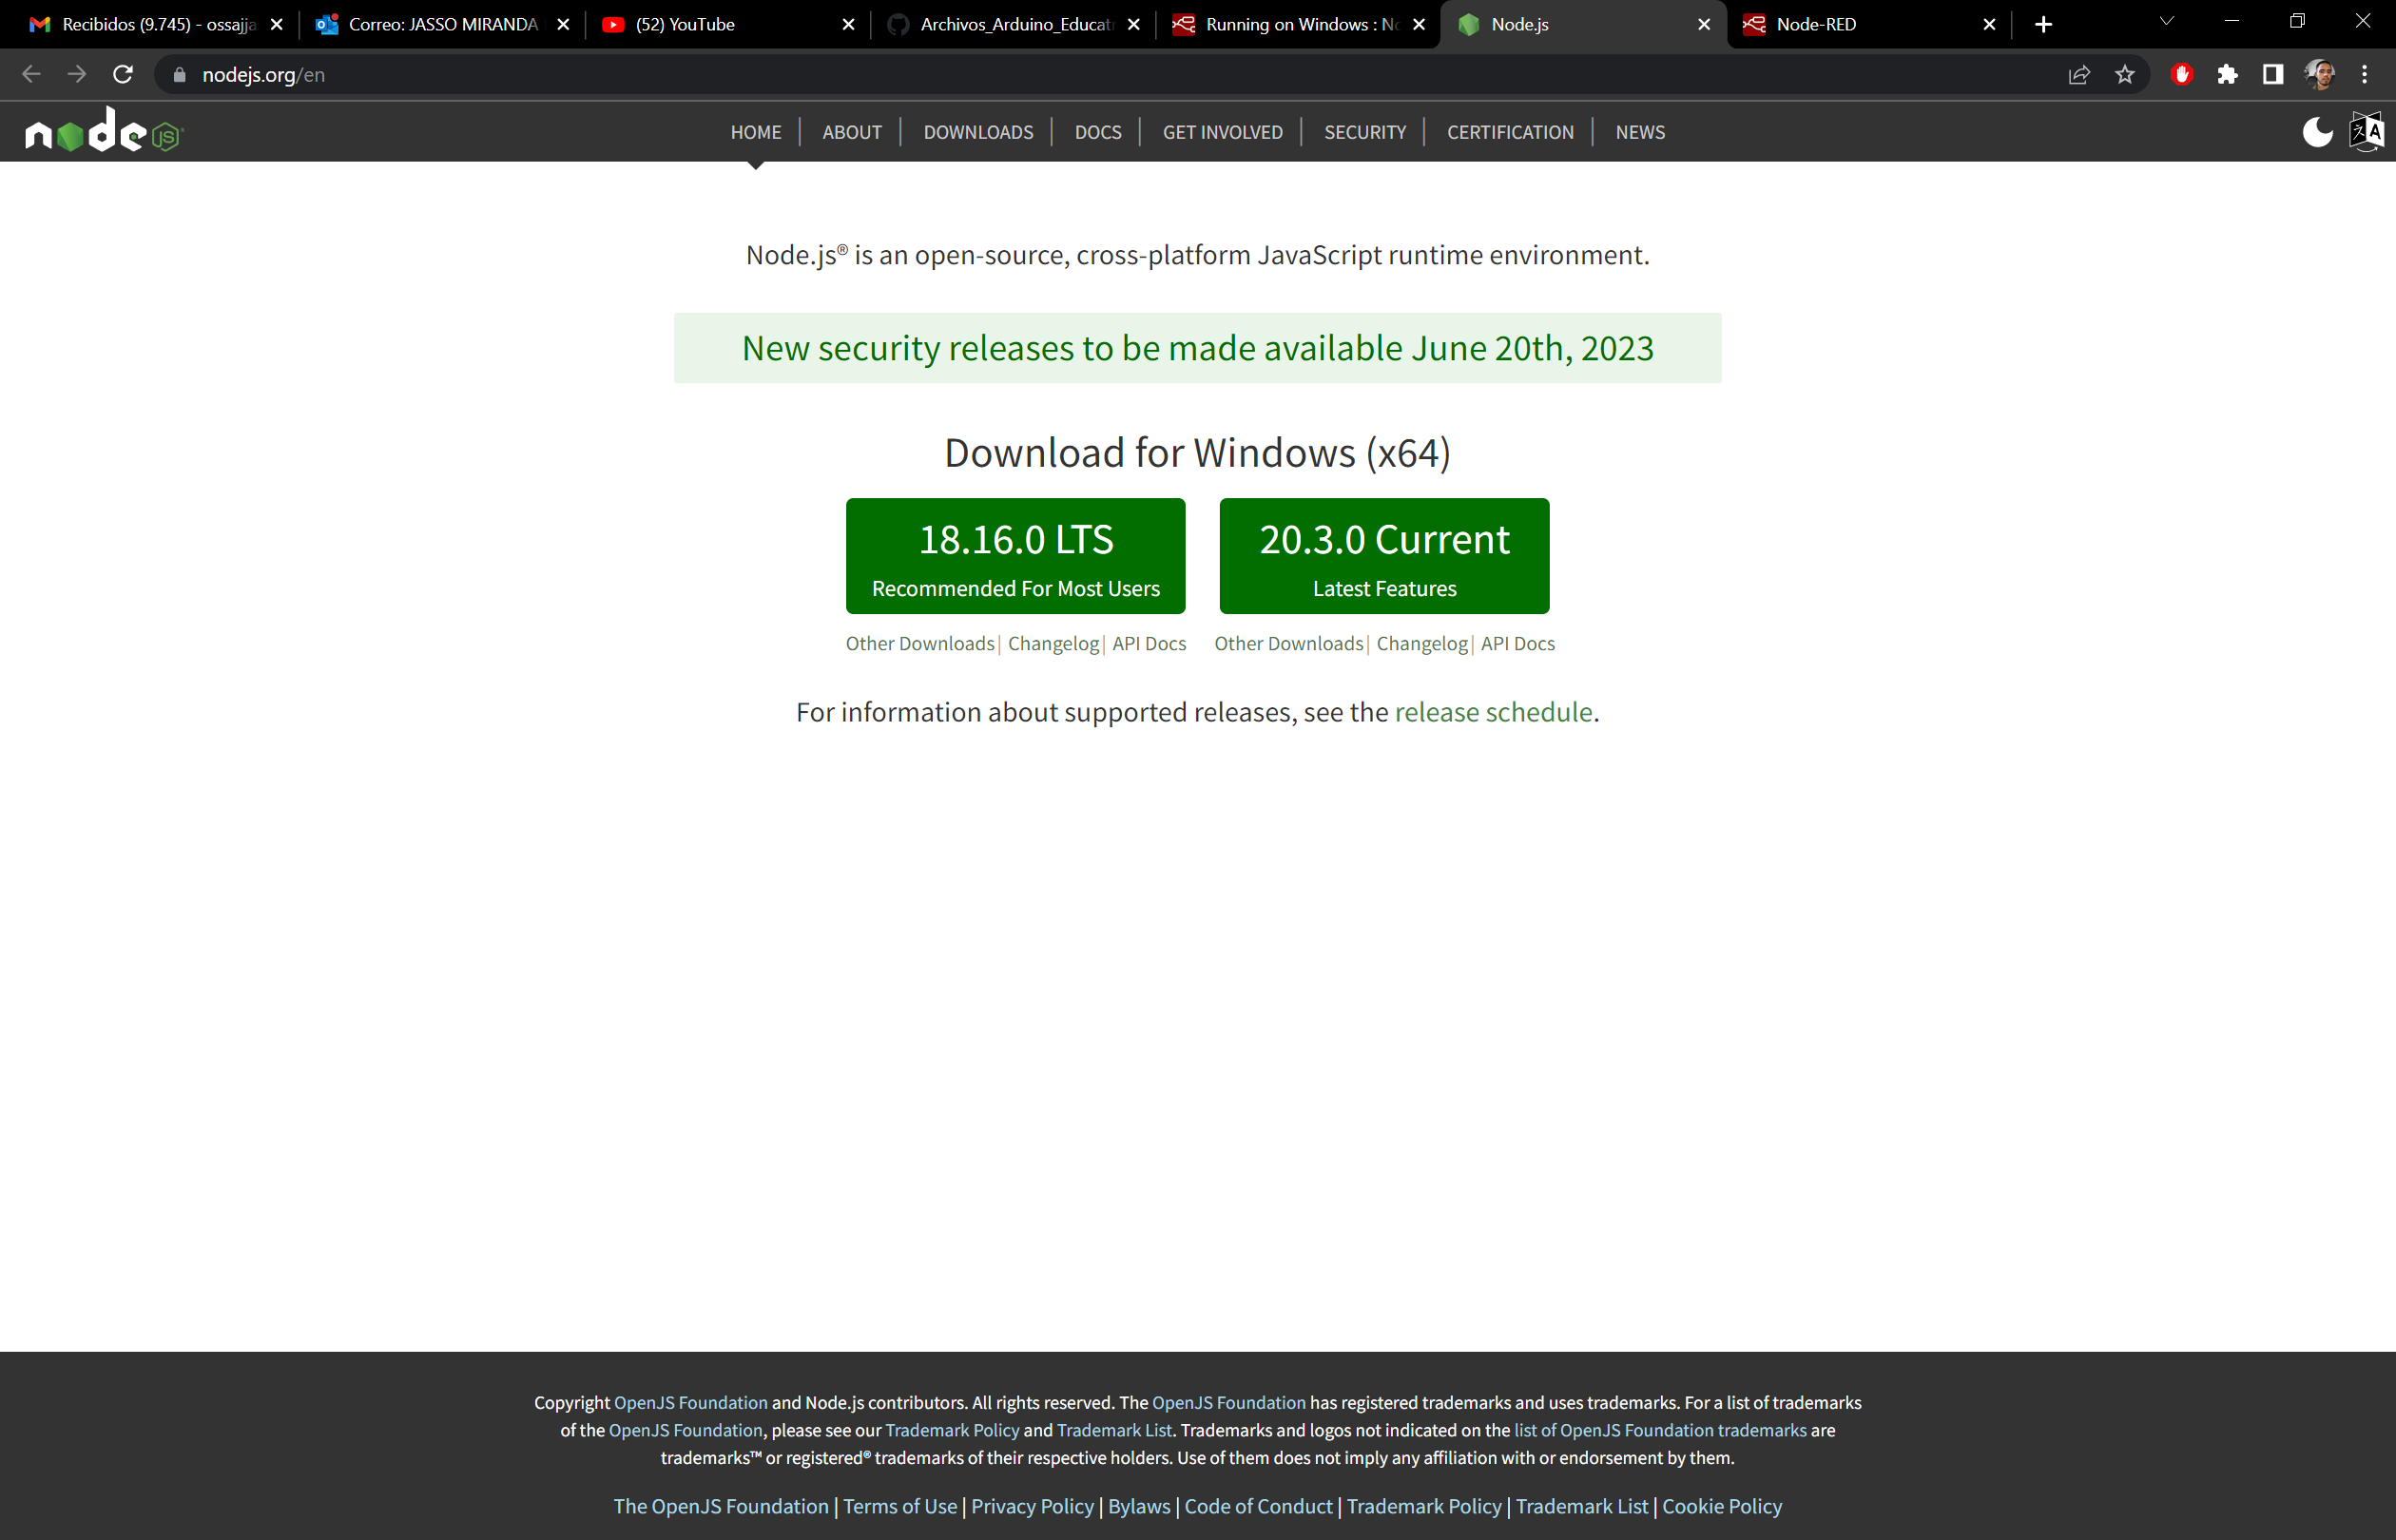 Recibidos (9.745) - ossajja
Correo: JASSO MIRANDA
(52) YouTube
Archivos_Arduino_Educat
Running on Windows : No
Node.js
Node-RED
nodejs.org/en
node JS
HOME | ABOUT | DOWNLOADS | DOCS | GET INVOLVED | SECURITY | CERTIFICATION | NEWS
Node.js® is an open-source, cross-platform JavaScript runtime environment.
New security releases to be made available June 20th, 2023
Download for Windows (x64)
18.16.0 LTS
Recommended For Most Users
20.3.0 Current
Latest Features
Other Downloads | Changelog | API Docs
Other Downloads | Changelog | API Docs
For information about supported releases, see the release schedule.
Copyright OpenJS Foundation and Node.js contributors. All rights reserved. The OpenJS Foundation has registered trademarks and uses trademarks. For a list of trademarks
of the OpenJS Foundation, please see our Trademark Policy and Trademark List. Trademarks and logos not indicated on the list of OpenJS Foundation trademarks are
trademarks™ or registered® trademarks of their respective holders. Use of them does not imply any affiliation with or endorsement by them.
The OpenJS Foundation | Terms of Use | Privacy Policy | Bylaws | Code of Conduct | Trademark Policy | Trademark List | Cookie Policy